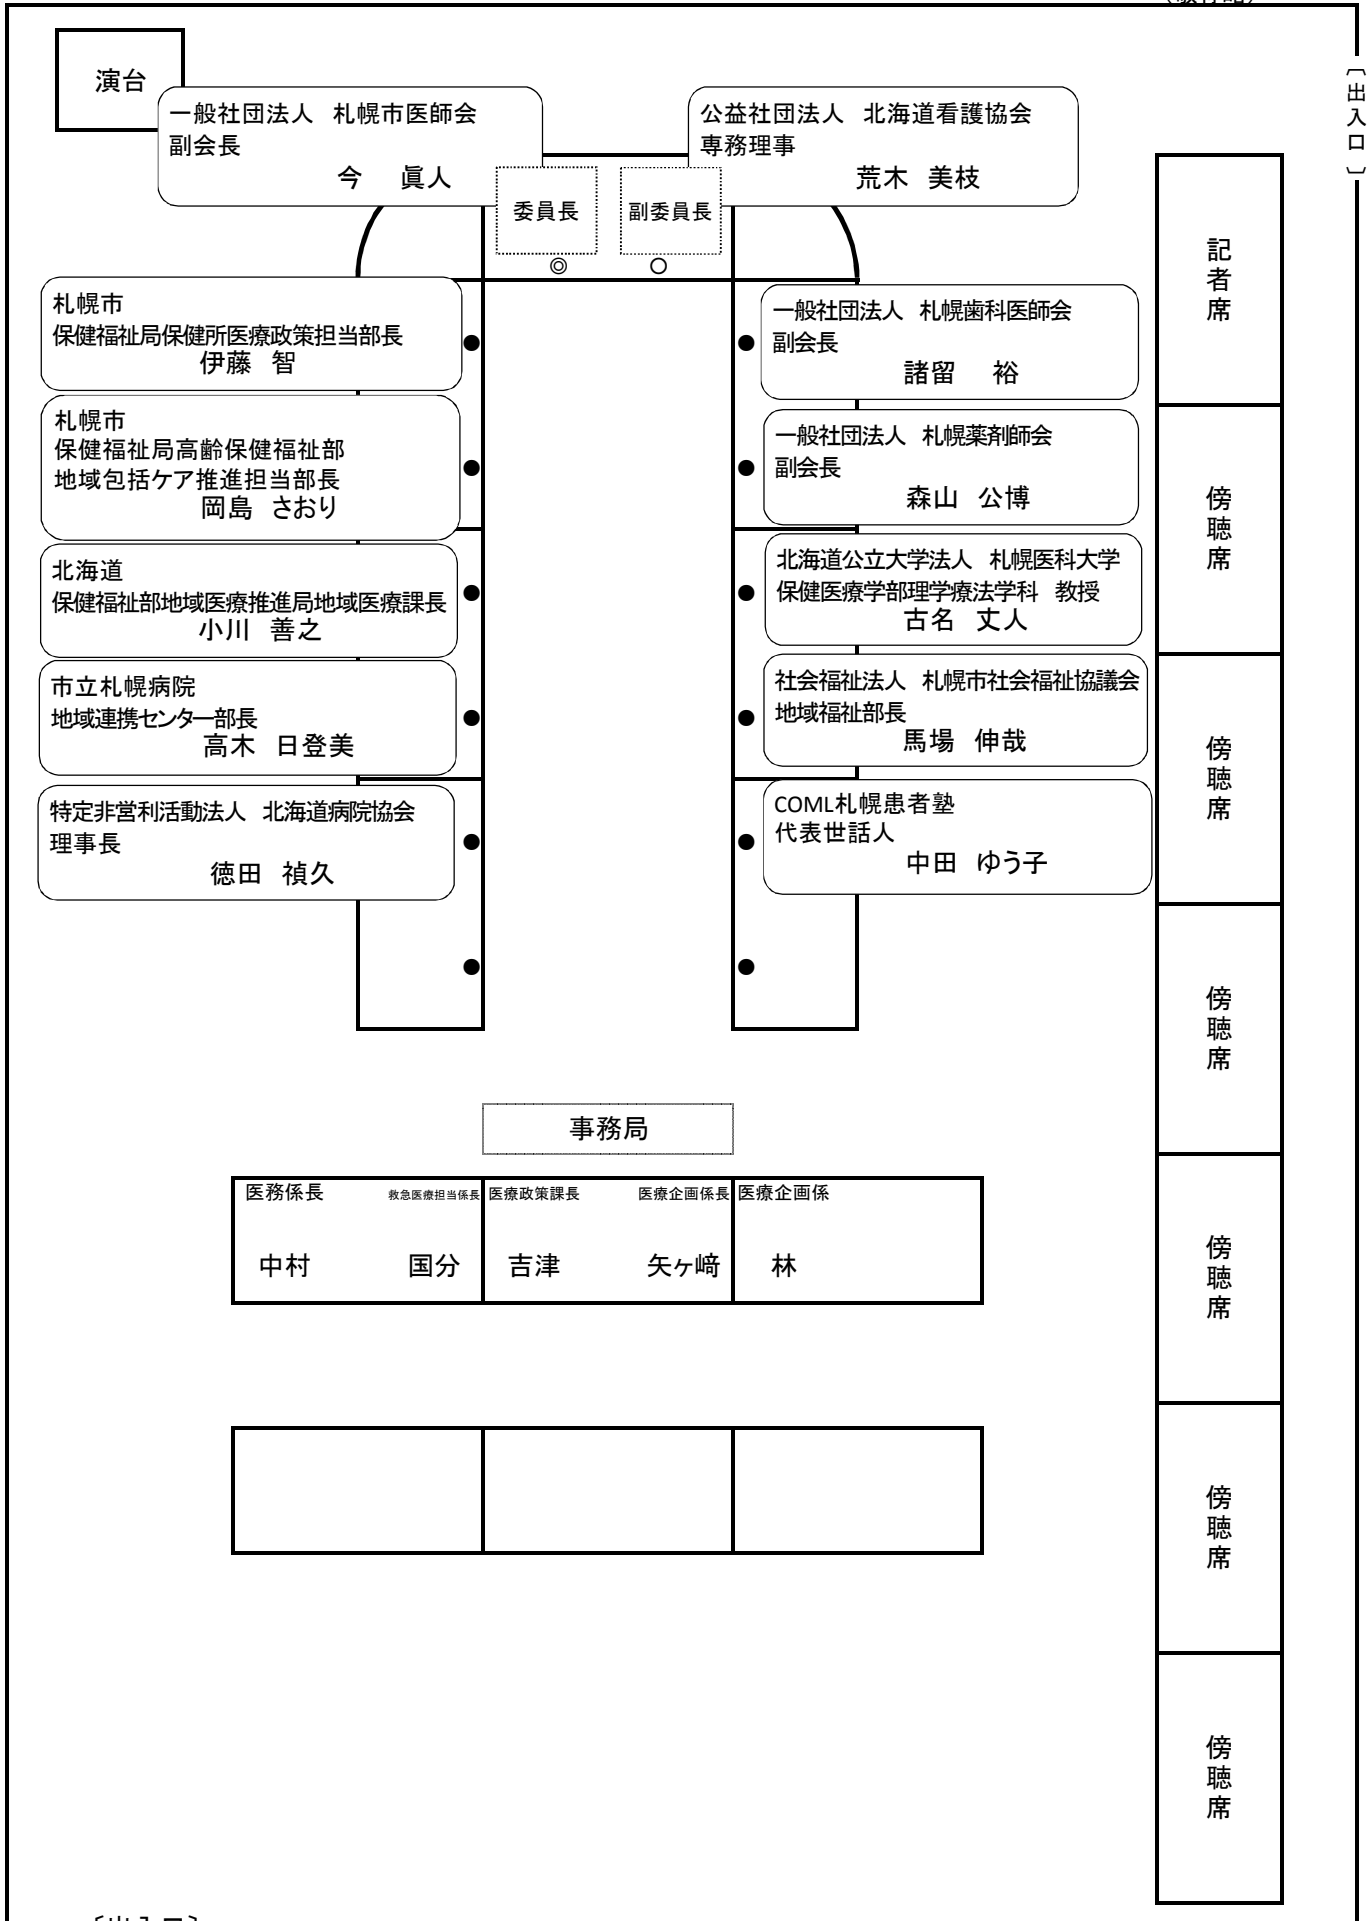 演台
〔出入口〕
一般社団法人 札幌市医師会
副会長
今 眞人
公益社団法人 北海道看護協会
専務理事
荒木 美枝
委員長
副委員長
◎
○
札幌市
保健福祉局保健所医療政策担当部長
伊藤 智
札幌市
保健福祉局高齢保健福祉部
地域包括ケア推進担当部長
岡島 さおり
北海道
保健福祉部地域医療推進局地域医療課長
小川 善之
市立札幌病院
地域連携センター部長
高木 日登美
特定非営利活動法人 北海道病院協会
理事長
徳田 禎久
一般社団法人 札幌歯科医師会
副会長
諸留 裕
一般社団法人 札幌薬剤師会
副会長
森山 公博
北海道公立大学法人 札幌医科大学
保健医療学部理学療法学科 教授
古名 丈人
社会福祉法人 札幌市社会福祉協議会
地域福祉部長
馬場 伸哉
COML札幌患者塾
代表世話人
中田 ゆう子
記者席
傍聴席
傍聴席
傍聴席
傍聴席
傍聴席
傍聴席
事務局
医務係長 救急医療担当係長 医療政策課長 医療企画係長 医療企画係
中村 国分 吉津 矢ヶ﨑 林